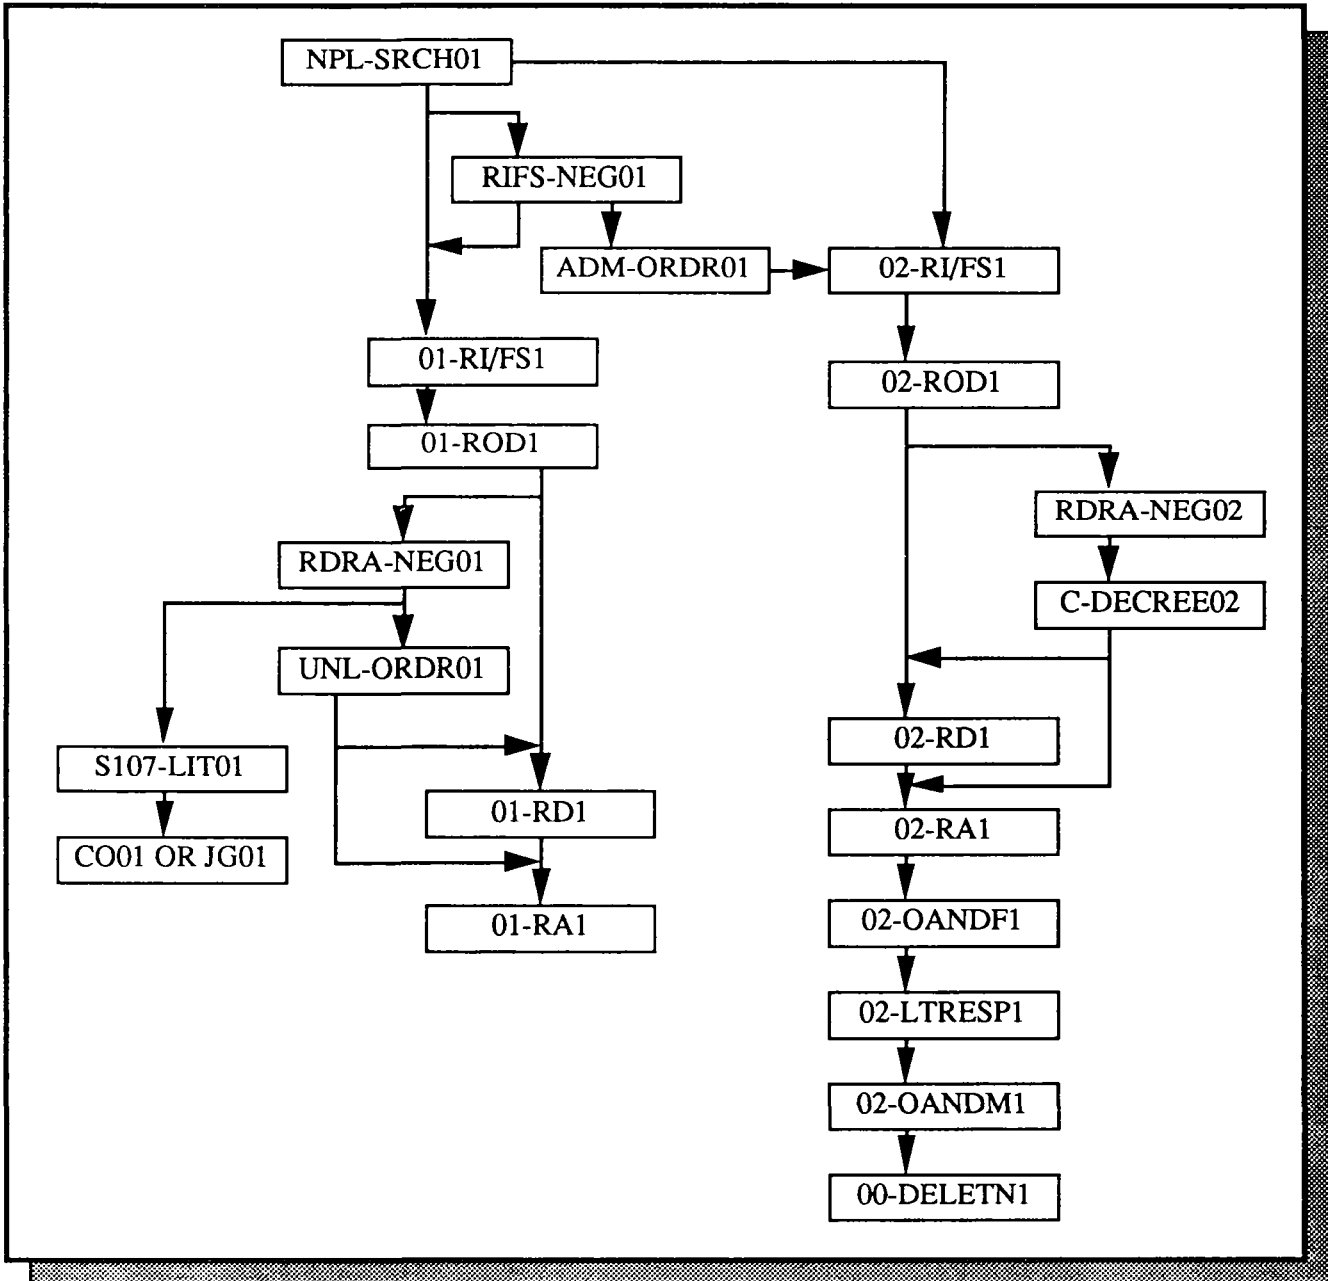 NPL-SRCH01
RIFS-NEG01
ADM-ORDR01
02-RI/FS1
01-RI/FS1
02-ROD1
01-ROD1
RDRA-NEG02
RDRA-NEG01
C-DECREE02
UNL-ORDR01
02-RD1
S107-LIT01
01-RD1
02-RA1
CO01 OR JG01
02-OANDF1
01-RA1
02-LTRESP1
02-OANDM1
00-DELETN1